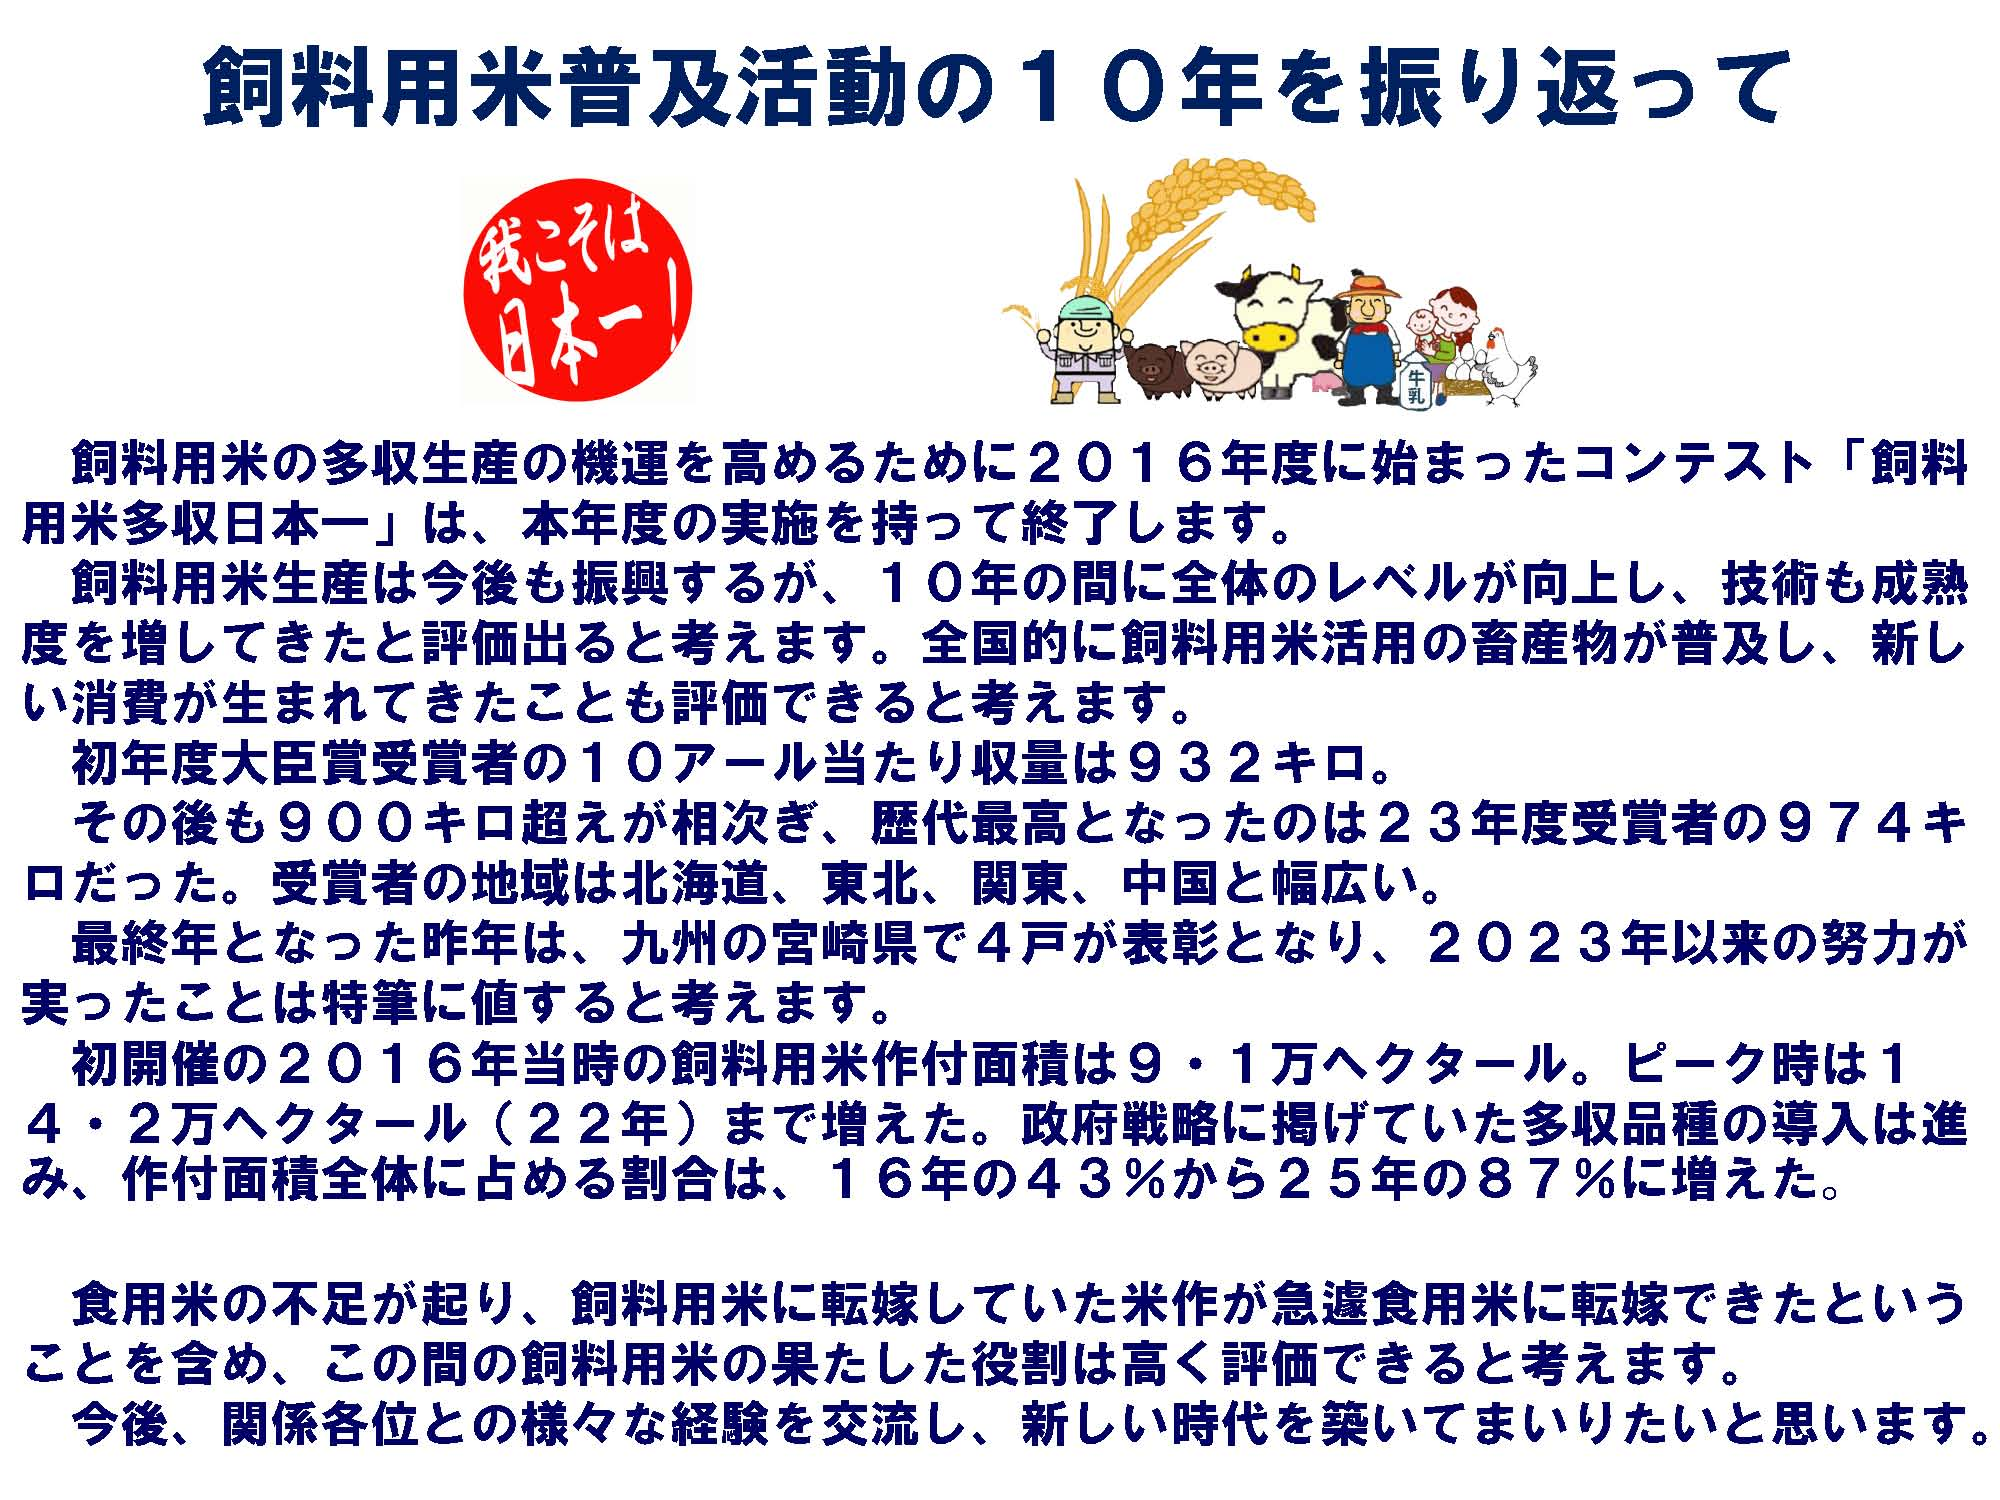 飼料用米普及活動の１０年を振り返って
我こそは
日本一！
牛乳
　飼料用米の多収生産の機運を高めるために２０１６年度に始まったコンテスト「飼料
用米多収日本一」は、本年度の実施を持って終了します。
　飼料用米生産は今後も振興するが、１０年の間に全体のレベルが向上し、技術も成熟
度を増してきたと評価出ると考えます。全国的に飼料用米活用の畜産物が普及し、新し
い消費が生まれてきたことも評価できると考えます。
　初年度大臣賞受賞者の１０アール当たり収量は９３２キロ。
　その後も９００キロ超えが相次ぎ、歴代最高となったのは２３年度受賞者の９７４キ
ロだった。受賞者の地域は北海道、東北、関東、中国と幅広い。
　最終年となった昨年は、九州の宮崎県で４戸が表彰となり、２０２３年以来の努力が
実ったことは特筆に値すると考えます。
　初開催の２０１６年当時の飼料用米作付面積は９・１万ヘクタール。ピーク時は１
４・２万ヘクタール（２２年）まで増えた。政府戦略に掲げていた多収品種の導入は進
み、作付面積全体に占める割合は、１６年の４３％から２５年の８７％に増えた。
　食用米の不足が起り、飼料用米に転嫁していた米作が急遽食用米に転嫁できたという
ことを含め、この間の飼料用米の果たした役割は高く評価できると考えます。
　今後、関係各位との様々な経験を交流し、新しい時代を築いてまいりたいと思います。